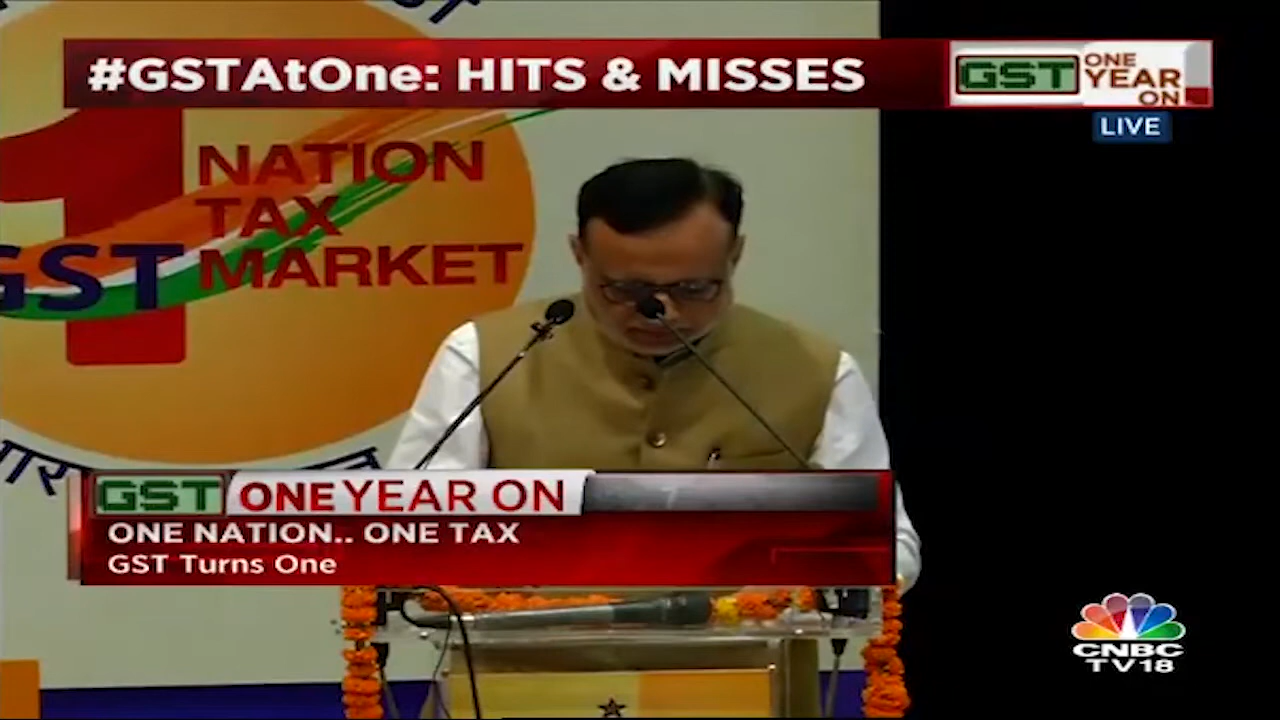 #GSTAtOne: HITS & MISSES
GST ONE
YEAR
ON
LIVE
1 NATION
TAX
MARKET
GST
GST ONE YEAR ON
ONE NATION.. ONE TAX
GST Turns One
CNBC
TV18